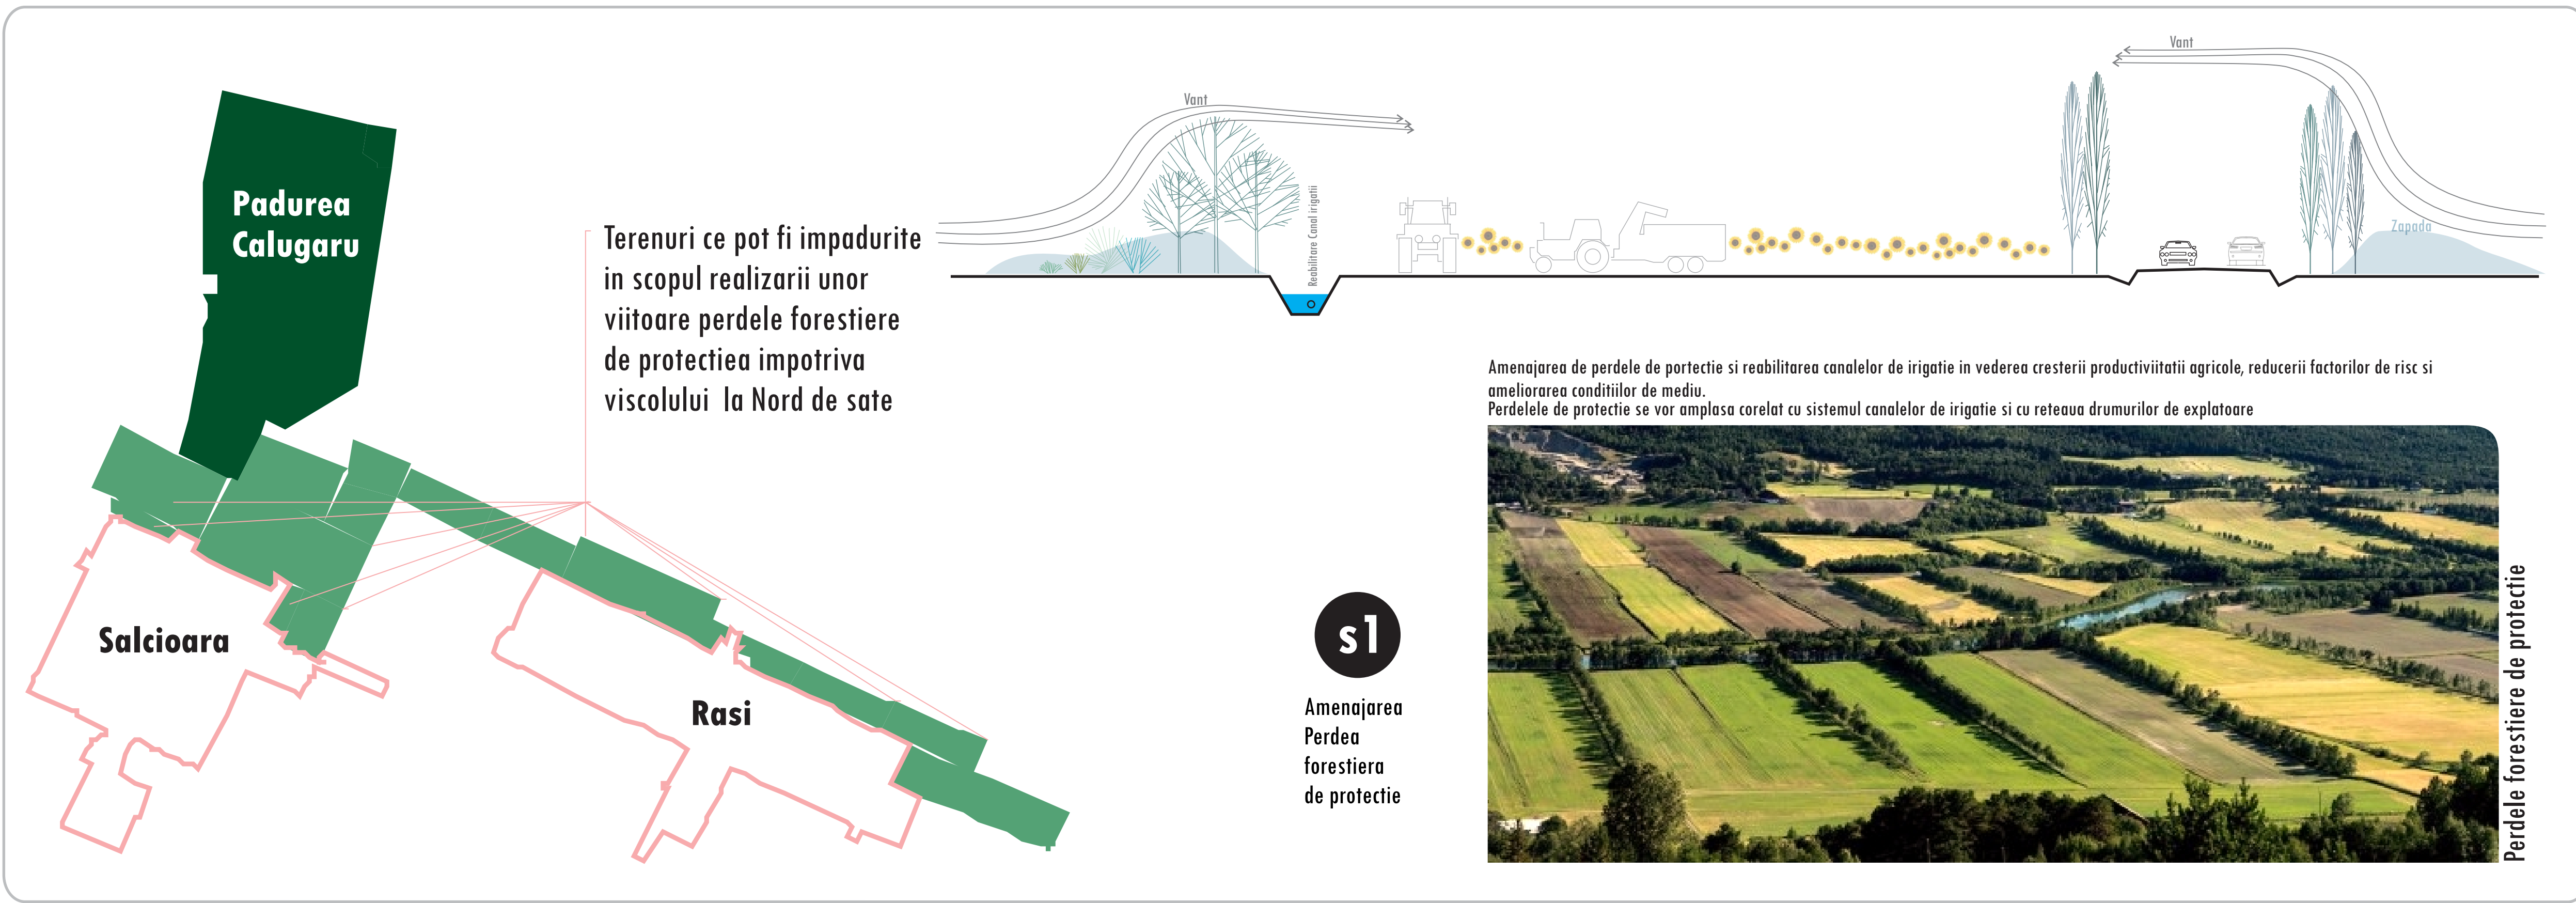 Padurea
Calugaru
Terenuri ce pot fi impadurite
in scopul realizarii unor
viitoare perdele forestiere
de protectiea impotriva
viscolului la Nord de sate
Salcioara
Rasi
Vant
Reabilitare Canal irigatii
Vant
Zapada
Amenajarea de perdele de portectie si reabilitarea canalelor de irigatie in vederea cresterii productiviitatii agricole, reducerii factorilor de risc si
ameliorarea conditiilor de mediu.
Perdelele de protectie se vor amplasa corelat cu sistemul canalelor de irigatie si cu reteaua drumurilor de explatoare
s1
Amenajarea
Perdea
forestiera
de protectie
Perdele forestiere de protectie